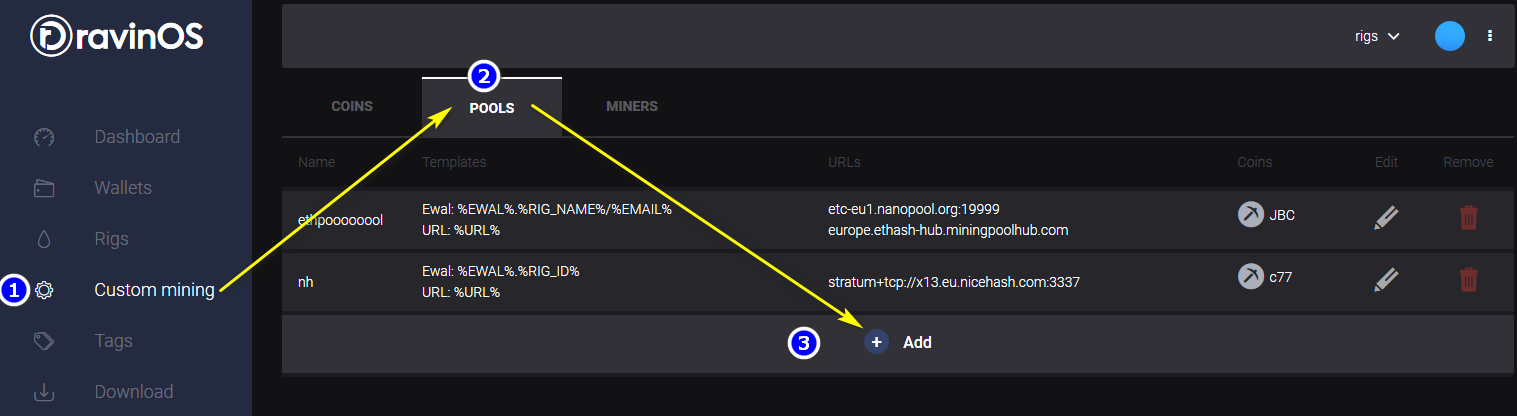 GravinOS
rigs
2
COINS
POOLS
MINERS
Dashboard
Wallets
Rigs
1
Custom mining
Tags
Download
Name
Templates
URLs
Coins
Edit
Remove
ethpoooooool
Ewal: %EWAL%.%RIG_NAME%/%EMAIL%
URL: %URL%
etc-eu1.nanopool.org:19999
europe.ethash-hub.miningpoolhub.com
JBC
nh
Ewal: %EWAL%.%RIG_ID%
URL: %URL%
stratum+tcp://x13.eu.nicehash.com:3337
c77
3
+ Add